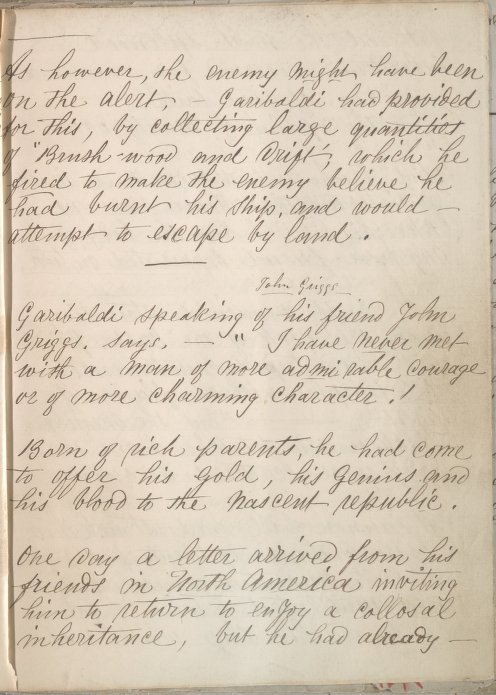 As however, the enemy might have been
on the alert, – Garibaldi had provided
for this, by collecting large quantities
of "Brush-wood and Drift", which he
fired to make the enemy believe he
had burnt his ship, and would –
attempt to escape by land.
John Griggs
Garibaldi speaking of his friend John
Griggs. says. – " I have never met
with a man of more admirable courage
or of more charming character.!
Born of rich parents, he had come
to offer his gold, his genius and
his blood to the nascent republic.
One day a letter arrived from his
friends in North America inviting
him to return to enjoy a collosal
inheritance, but he had already –